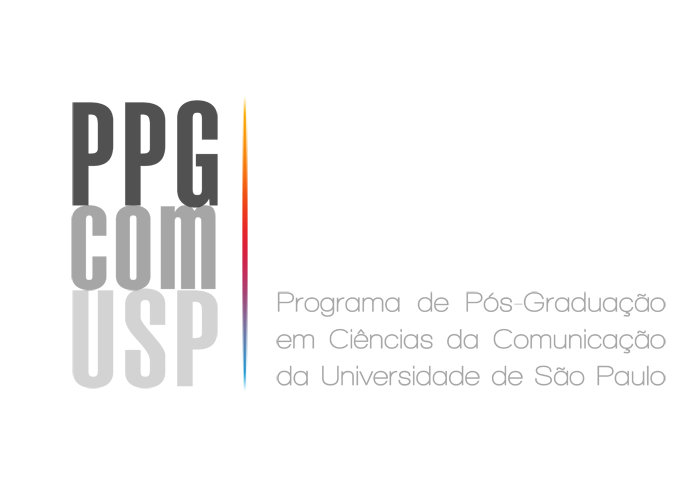 PPG
com
USP
Programa de Pós-Graduação
em Ciências da Comunicação
da Universidade de São Paulo